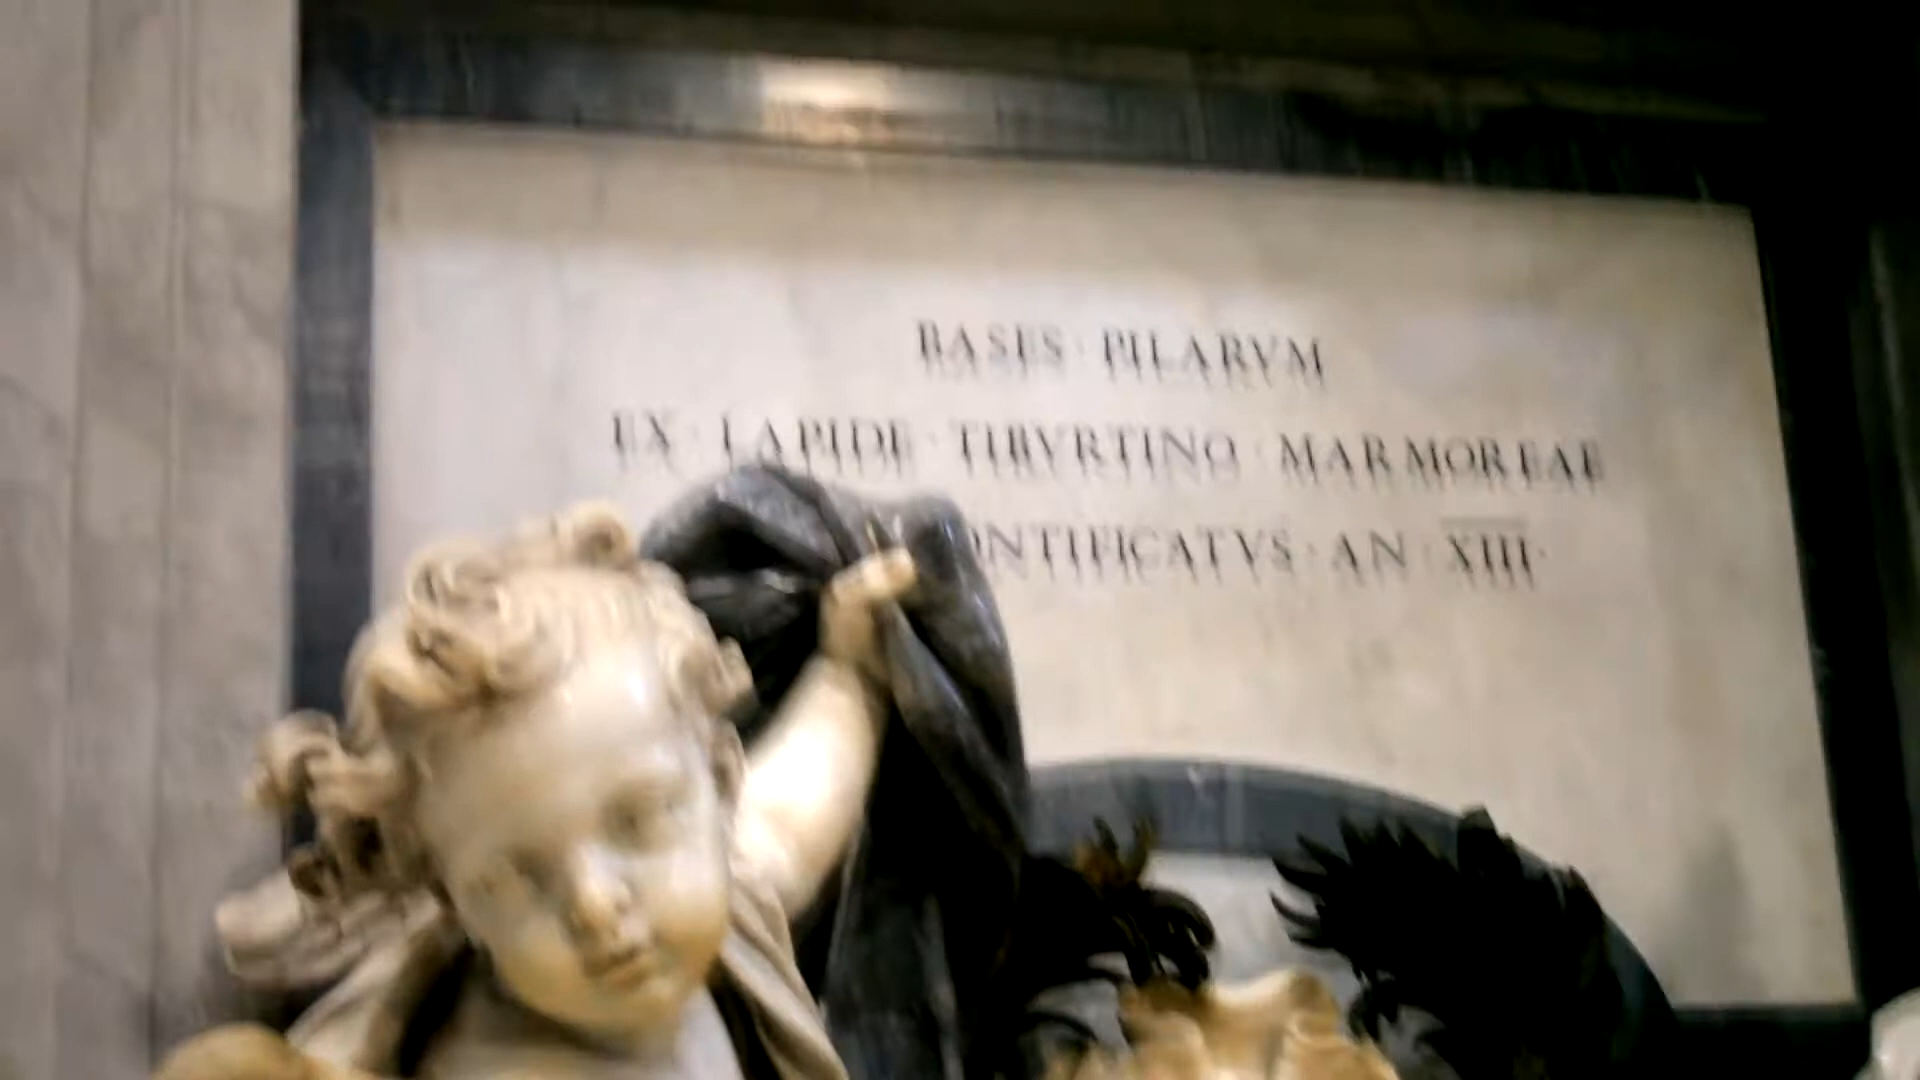 BASES · PILARVM
EX · LAPIDE · TIBVRTINO · MARMOREAE
ONTIFICATVS · AN · XIII ·